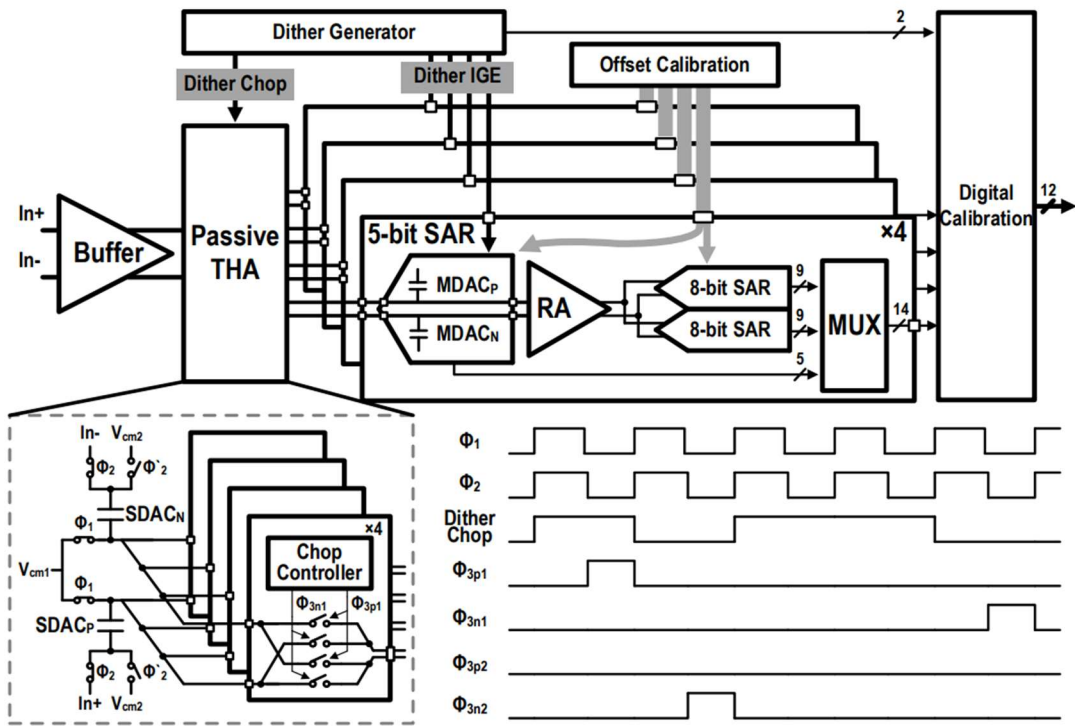 Dither Generator
2
Offset Calibration
Dither Chop
Dither IGE
In+
In-
Buffer
Passive
THA
5-bit SAR
×4
MDACP
MDACN
RA
8-bit SAR
8-bit SAR
9
9
5
MUX
14
Digital
Calibration
12
In- Vcm2
Φ2 Φ`2
SDACN
Φ1
Vcm1
Φ1
SDACP
Φ2 Φ`2
In+ Vcm2
×4
Chop
Controller
Φ3n1 Φ3p1
Φ1
Φ2
Dither
Chop
Φ3p1
Φ3n1
Φ3p2
Φ3n2